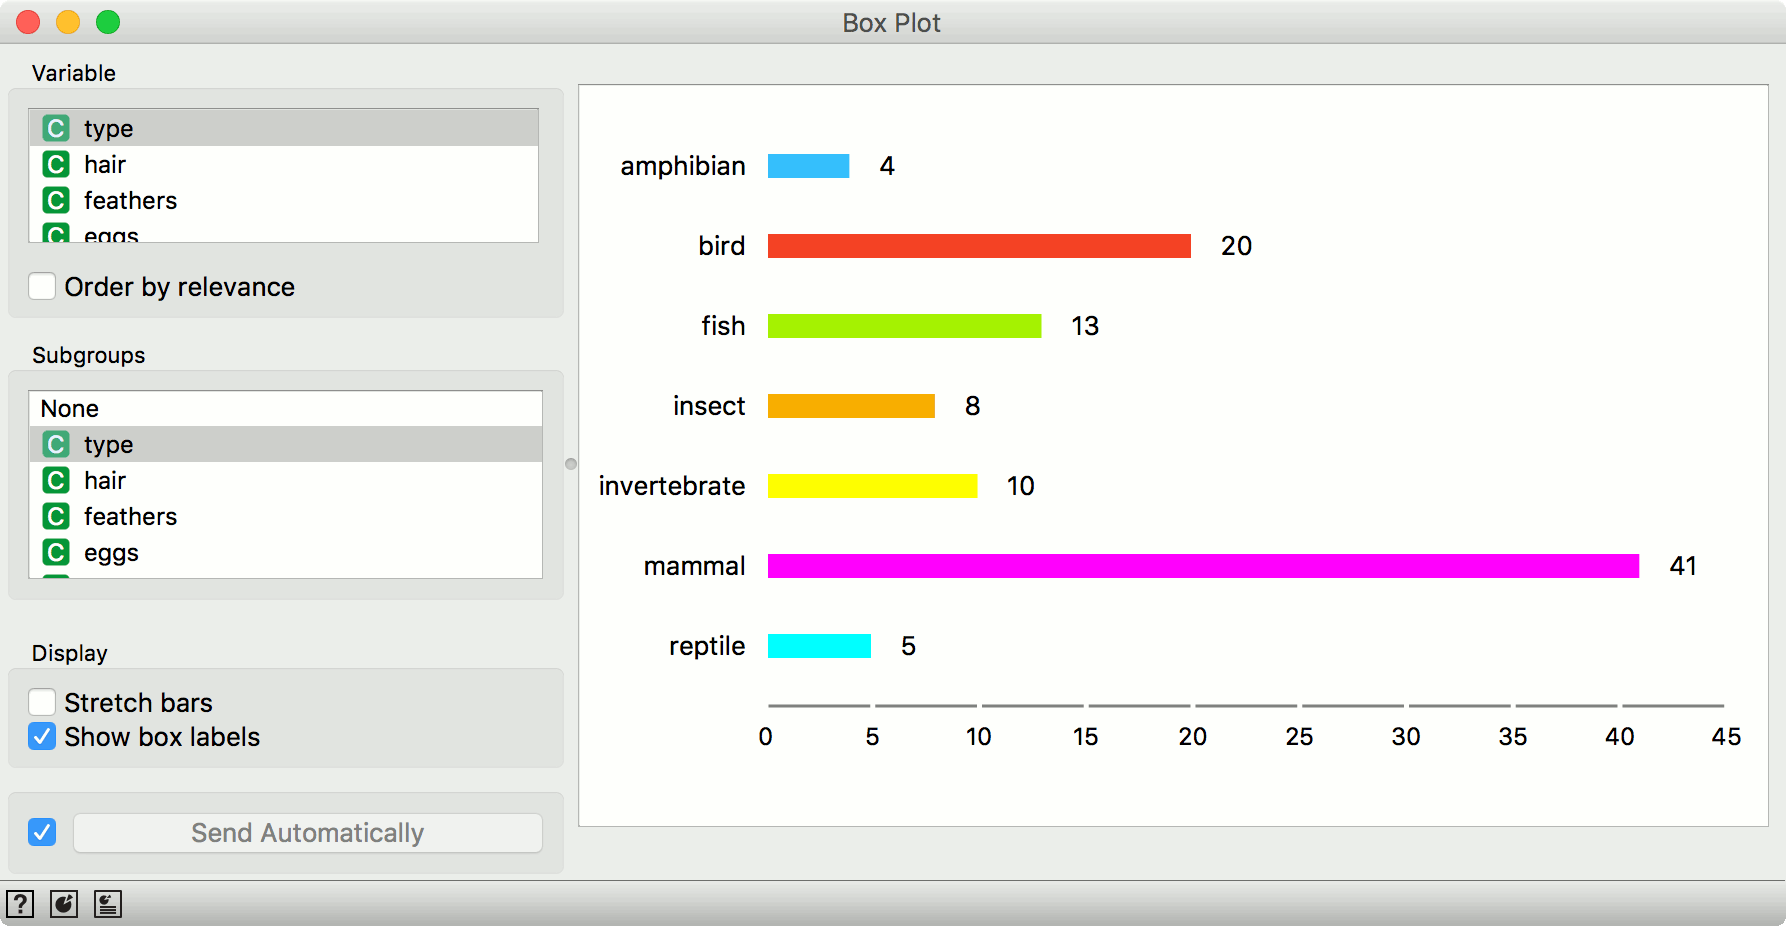 Box Plot
Variable
C type
C hair
C feathers
C eggs
Order by relevance
Subgroups
None
C type
C hair
C feathers
C eggs
Display
Stretch bars
Show box labels
Send Automatically
?
amphibian 4
bird 20
fish 13
insect 8
invertebrate 10
mammal 41
reptile 5
0 5 10 15 20 25 30 35 40 45